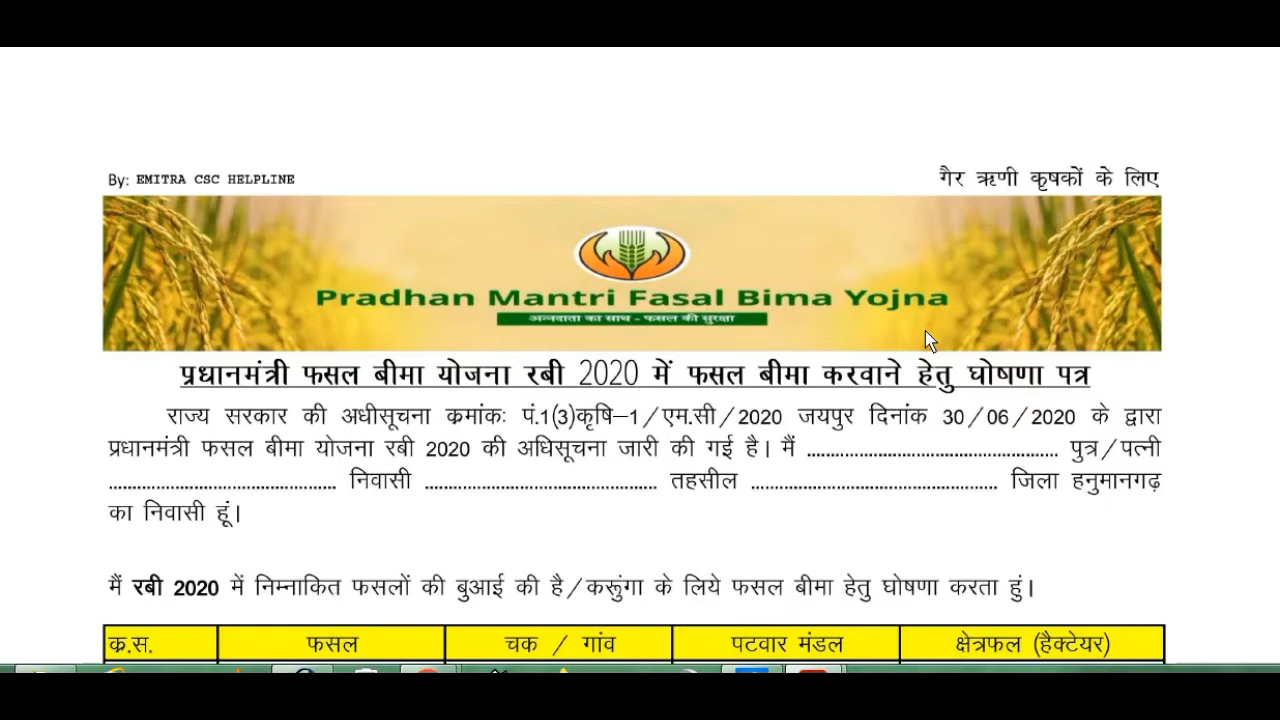 By: EMITRA CSC HELPLINE
गैर ऋणी कृषकों के लिए
Pradhan Mantri Fasal Bima Yojna
अन्नदाता का साथ - फसल की सुरक्षा
प्रधानमंत्री फसल बीमा योजना रबी 2020 में फसल बीमा करवाने हेतु घोषणा पत्र
राज्य सरकार की अधीसूचना क्रमांकः पं.1(3)कृषि–1/एम.सी/2020 जयपुर दिनांक 30/06/2020 के द्वारा
प्रधानमंत्री फसल बीमा योजना रबी 2020 की अधिसूचना जारी की गई है। मैं .................................................. पुत्र/पत्नी
.............................................. निवासी .............................................. तहसील .................................................. जिला हनुमानगढ़
का निवासी हूं।
मैं रबी 2020 में निम्नाकित फसलों की बुआई की है/करूंगा के लिये फसल बीमा हेतु घोषणा करता हुं।
क्र.स. फसल चक / गांव पटवार मंडल क्षेत्रफल (हैक्टेयर)